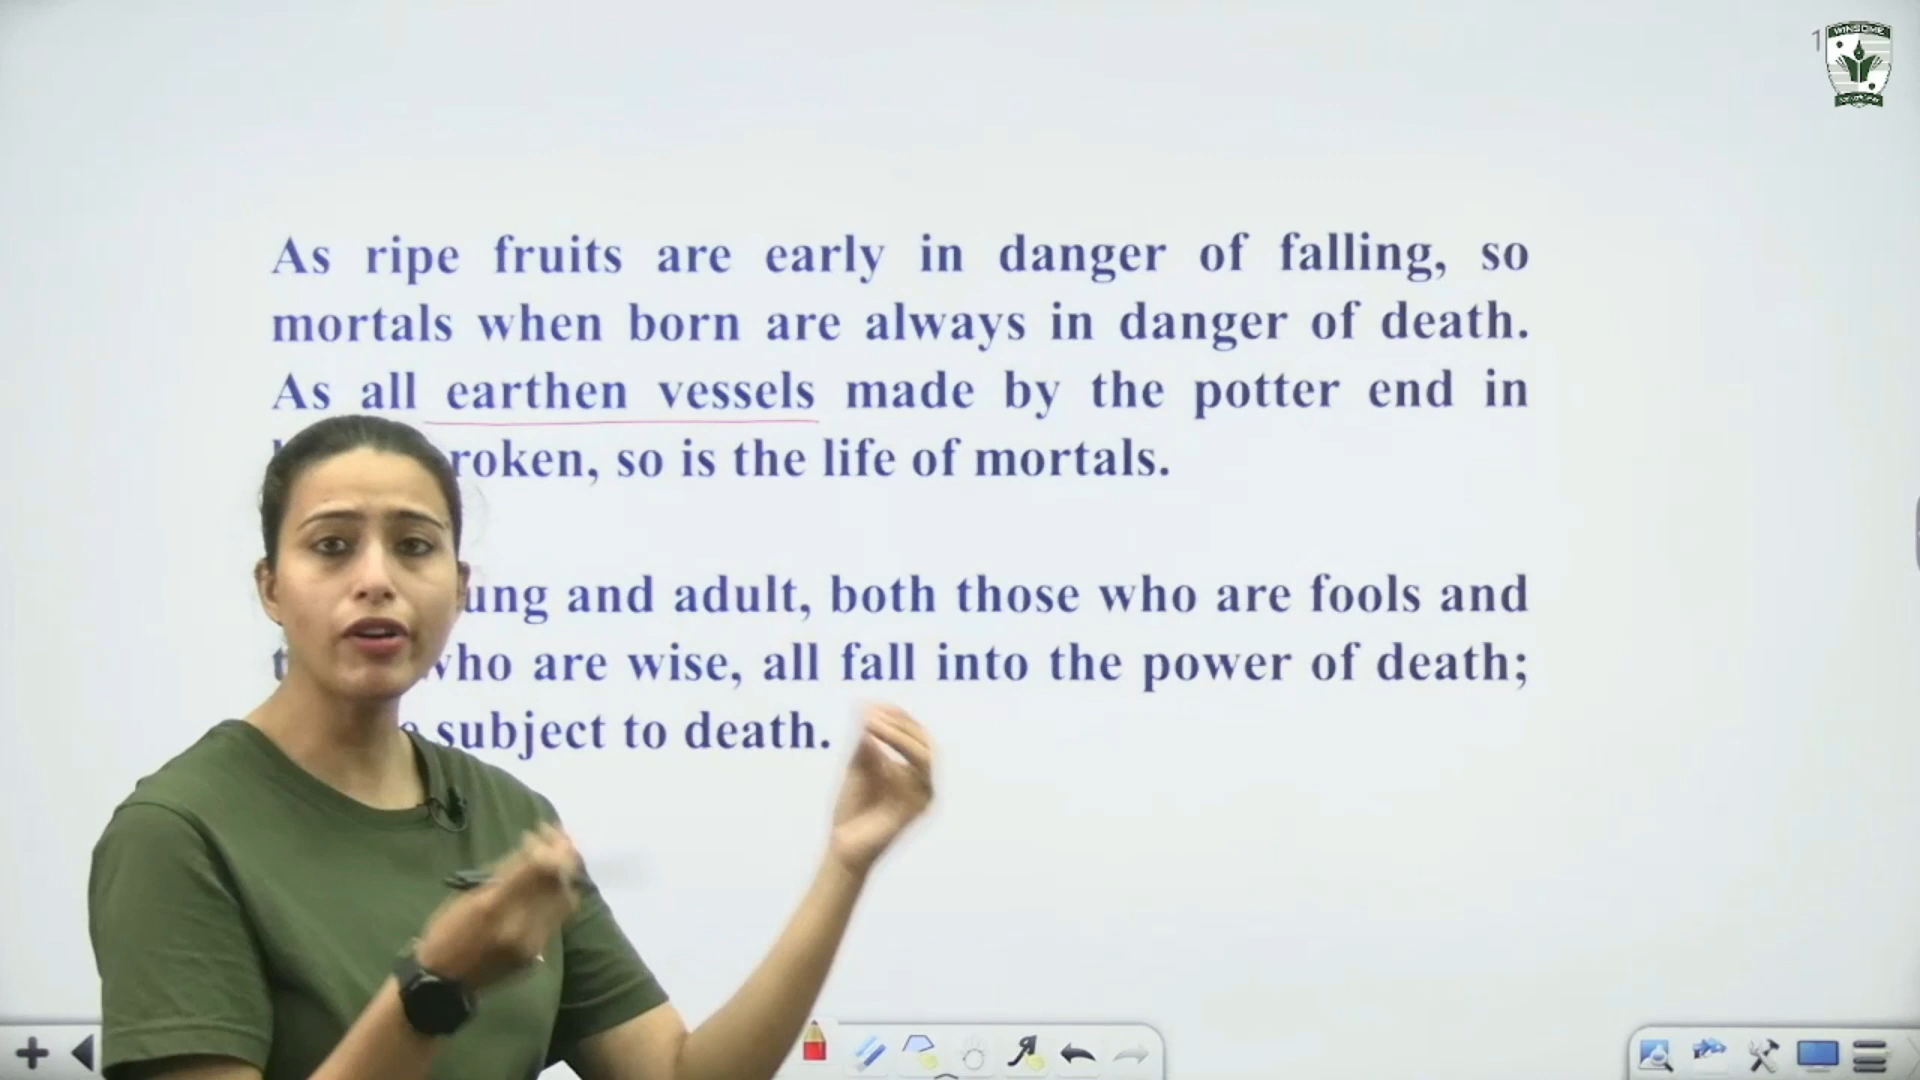 1
WINSOME
As ripe fruits are early in danger of falling, so
mortals when born are always in danger of death.
As all earthen vessels made by the potter end in
roken, so is the life of mortals.
ung and adult, both those who are fools and
who are wise, all fall into the power of death;
subject to death.